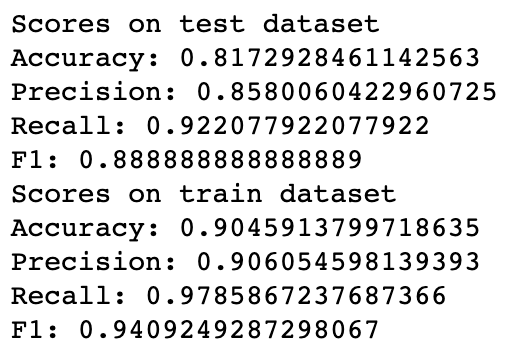 Scores on test dataset
Accuracy: 0.8172928461142563
Precision: 0.8580060422960725
Recall: 0.922077922077922
F1: 0.888888888888889
Scores on train dataset
Accuracy: 0.9045913799718635
Precision: 0.906054598139393
Recall: 0.9785867237687366
F1: 0.9409249287298067